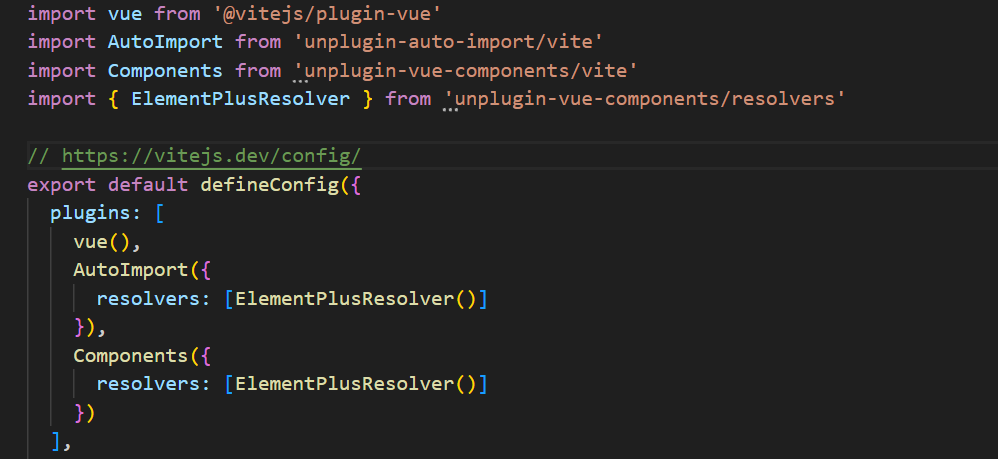 import vue from '@vitejs/plugin-vue'
import AutoImport from 'unplugin-auto-import/vite'
import Components from 'unplugin-vue-components/vite'
import { ElementPlusResolver } from 'unplugin-vue-components/resolvers'

// https://vitejs.dev/config/
export default defineConfig({
  plugins: [
    vue(),
    AutoImport({
      resolvers: [ElementPlusResolver()]
    }),
    Components({
      resolvers: [ElementPlusResolver()]
    })
  ],